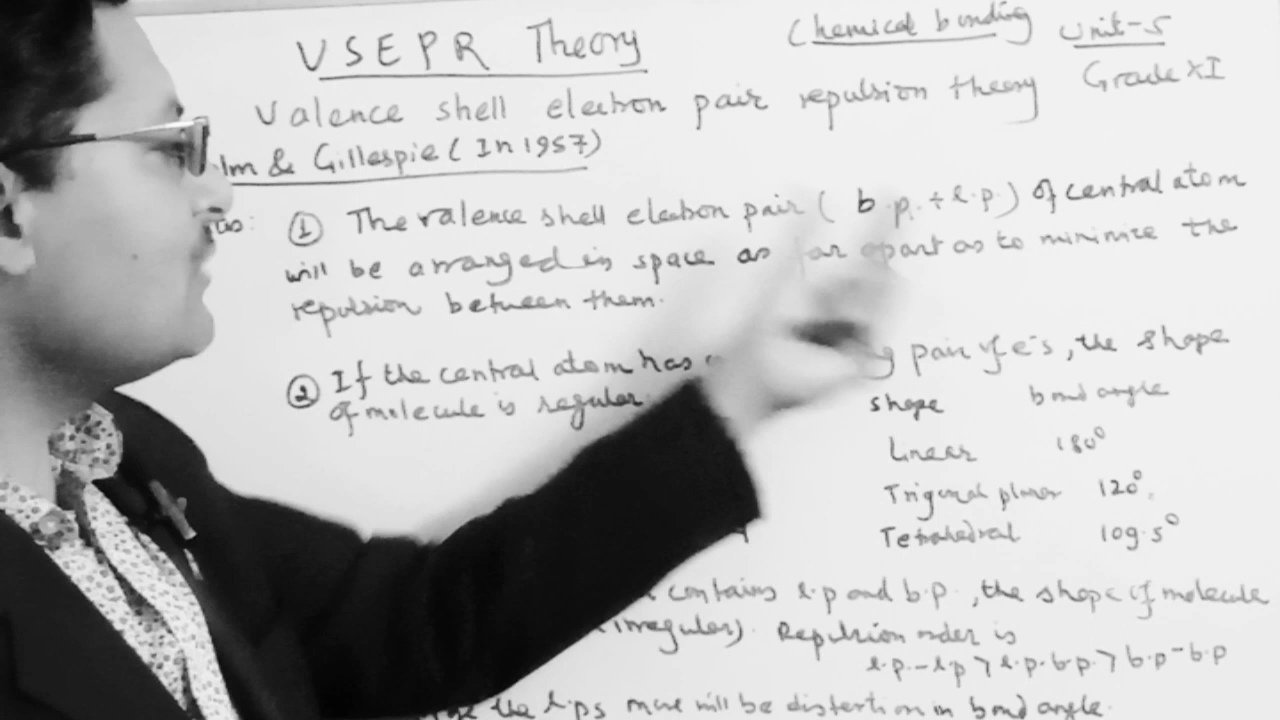 VSEPR Theory
Chemical bonding Unit-5
Grade XI
Valence shell electron pair repulsion theory
lm & Gillespie (In 1957)
① The valence shell electron pair ( b.p. + l.p.) of central atom
will be arranged in space as far apart as to minimize the
repulsion between them.
② If the central atom has pair of e's, the shape
of molecule is regular.
shape bond angle
Linear 180°
Trigonal planar 120°.
Tetrahedral 109.5°
contains l.p and b.p., the shape of molecule
(irregular). Repulsion order is
l.p.-l.p > l.p.-b.p. > b.p-b.p
the l.ps more will be distortion in bond angle.